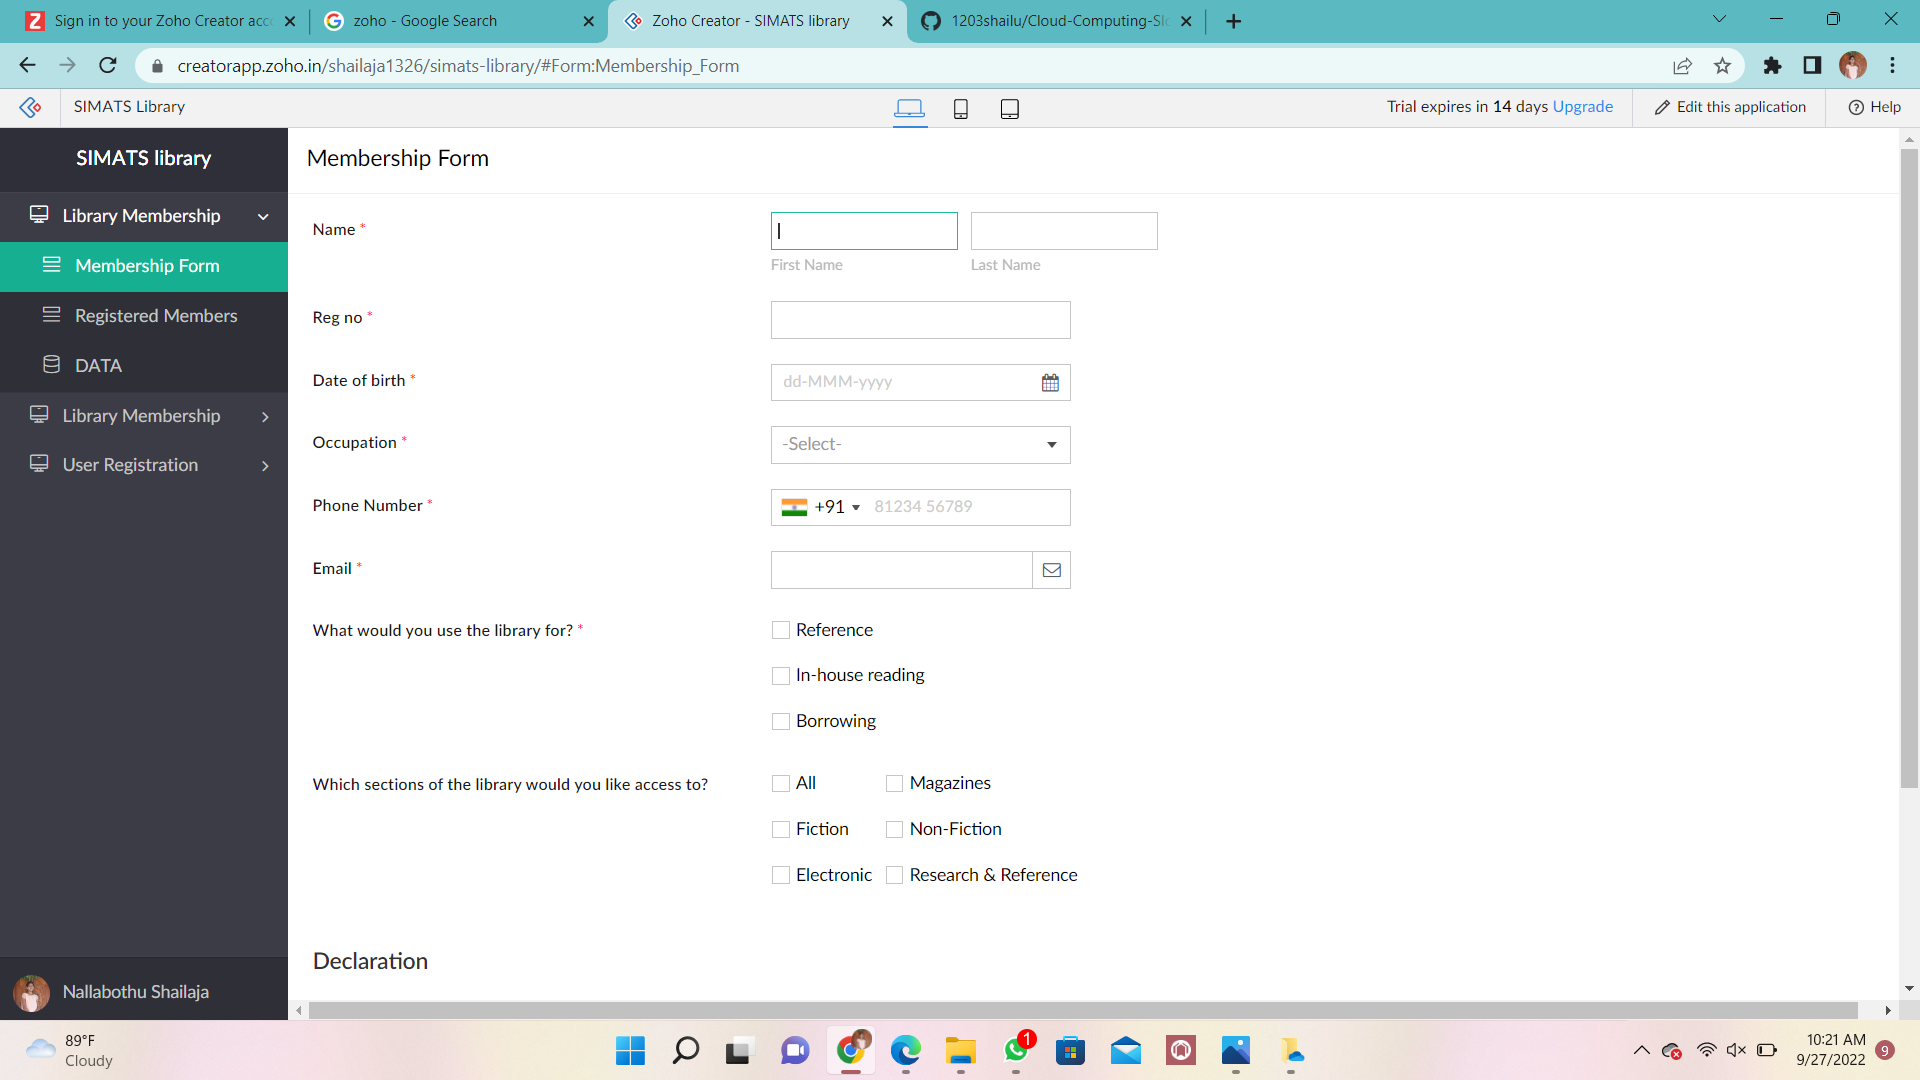 Sign in to your Zoho Creator acc
zoho - Google Search
Zoho Creator - SIMATS library
1203shailu/Cloud-Computing-Sl
creatorapp.zoho.in/shailaja1326/simats-library/#Form:Membership_Form
SIMATS Library
Trial expires in 14 days Upgrade
Edit this application
Help
SIMATS library
Library Membership
Membership Form
Registered Members
DATA
Library Membership
User Registration
Nallabothu Shailaja
Membership Form
Name *
First Name
Last Name
Reg no *
Date of birth *
dd-MMM-yyyy
Occupation *
-Select-
Phone Number *
+91
81234 56789
Email *
What would you use the library for? *
Reference
In-house reading
Borrowing
Which sections of the library would you like access to?
All
Magazines
Fiction
Non-Fiction
Electronic
Research & Reference
Declaration
89°F
Cloudy
1
10:21 AM
9/27/2022
9